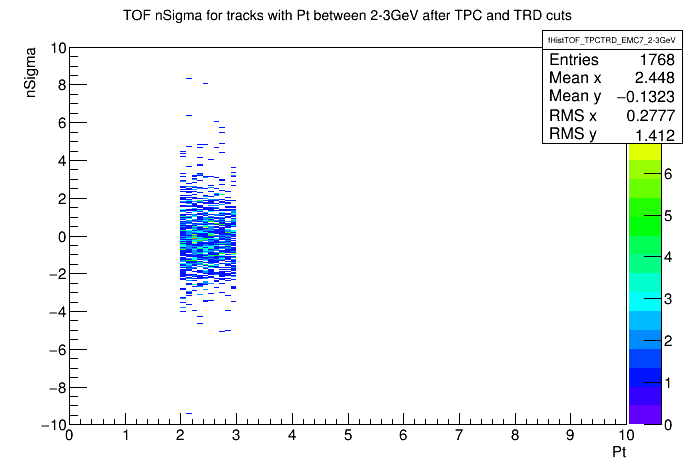 TOF nSigma for tracks with Pt between 2-3GeV after TPC and TRD cuts
fHistTOF_TPCTRD_EMC7_2-3GeV
Entries 1768
Mean x 2.448
Mean y −0.1323
RMS x 0.2777
RMS y 1.412
nSigma
10
8
6
4
2
0
−2
−4
−6
−8
−10
0 1 2 3 4 5 6 7 8 9 10
Pt
6
5
4
3
2
1
0